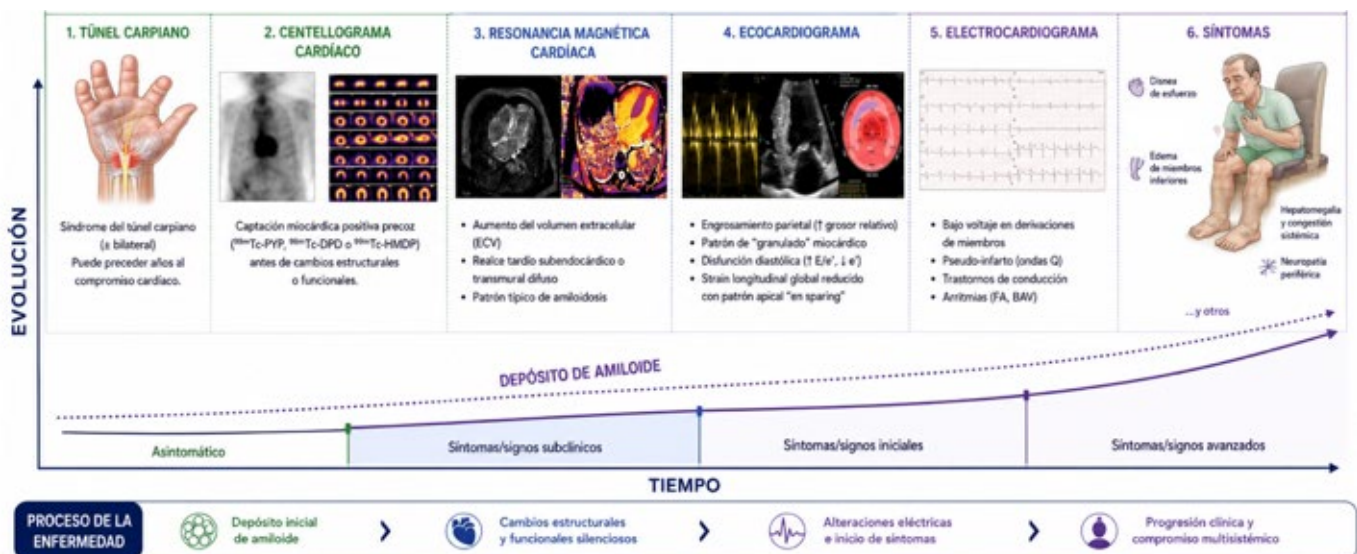 1. TÚNEL CARPIANO
Síndrome del túnel carpiano
(± bilateral)
Puede preceder años al
compromiso cardíaco.
2. CENTELLOGRAMA
CARDÍACO
Captación miocárdica positiva precoz
(⁹⁹ᵐTc-PYP, ⁹⁹ᵐTc-DPD o ⁹⁹ᵐTc-HMDP)
antes de cambios estructurales
o funcionales.
3. RESONANCIA MAGNÉTICA
CARDÍACA
• Aumento del volumen extracelular
(ECV)
• Realce tardío subendocárdico o
transmural difuso
• Patrón típico de amiloidosis
4. ECOCARDIOGRAMA
• Engrosamiento parietal (↑ grosor relativo)
• Patrón de "granulado" miocárdico
• Disfunción diastólica (↑ E/e', ↓ e')
• Strain longitudinal global reducido
con patrón apical "en sparing"
5. ELECTROCARDIOGRAMA
• Bajo voltaje en derivaciones
de miembros
• Pseudo-infarto (ondas Q)
• Trastornos de conducción
• Arritmias (FA, BAV)
6. SÍNTOMAS
Disnea
de esfuerzo
Edema
de miembros
inferiores
Hepatomegalia
y congestión
sistémica
Neuropatía
periférica
...y otros
EVOLUCIÓN
DEPÓSITO DE AMILOIDE
Asintomático
Síntomas/signos subclínicos
Síntomas/signos iniciales
Síntomas/signos avanzados
TIEMPO
PROCESO DE LA
ENFERMEDAD
Depósito inicial
de amiloide
Cambios estructurales
y funcionales silenciosos
Alteraciones eléctricas
e inicio de síntomas
Progresión clínica y
compromiso multisistémico